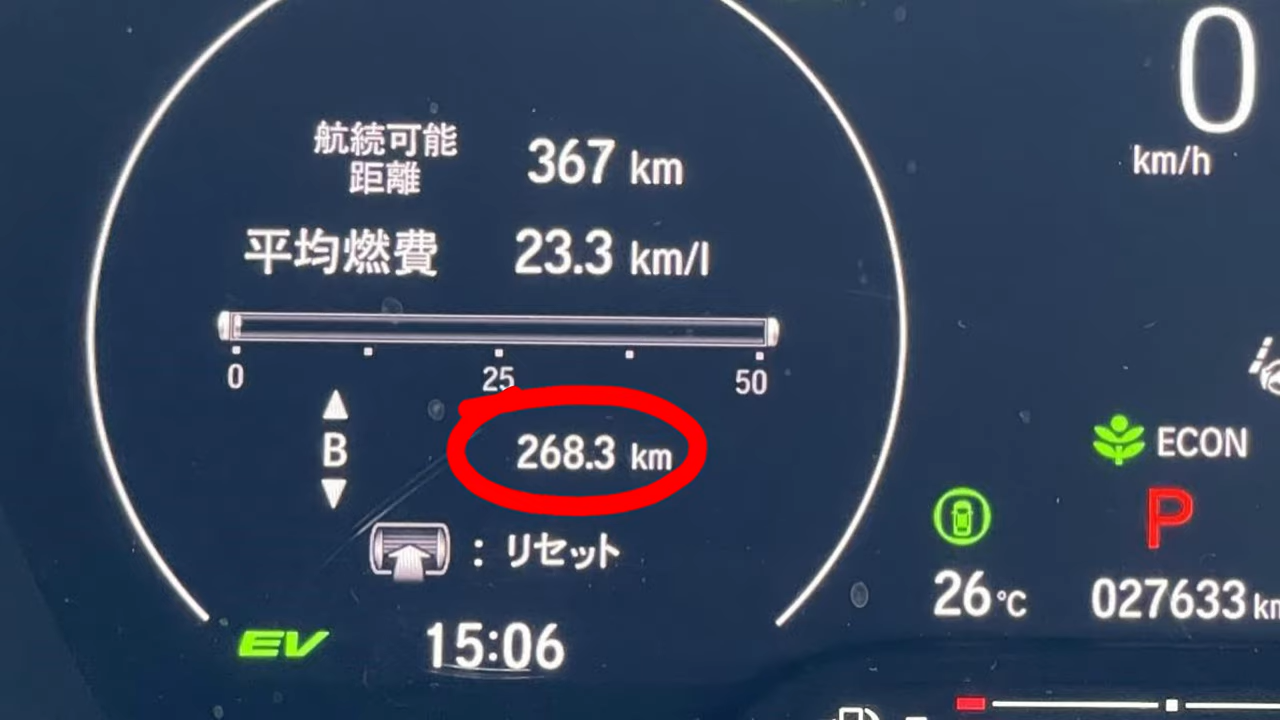 航続可能
距離
367 km
平均燃費 23.3 km/l
0 25 50
B
268.3 km
: リセット
EV 15:06
0
km/h
ECON
P
26°C 027633 km